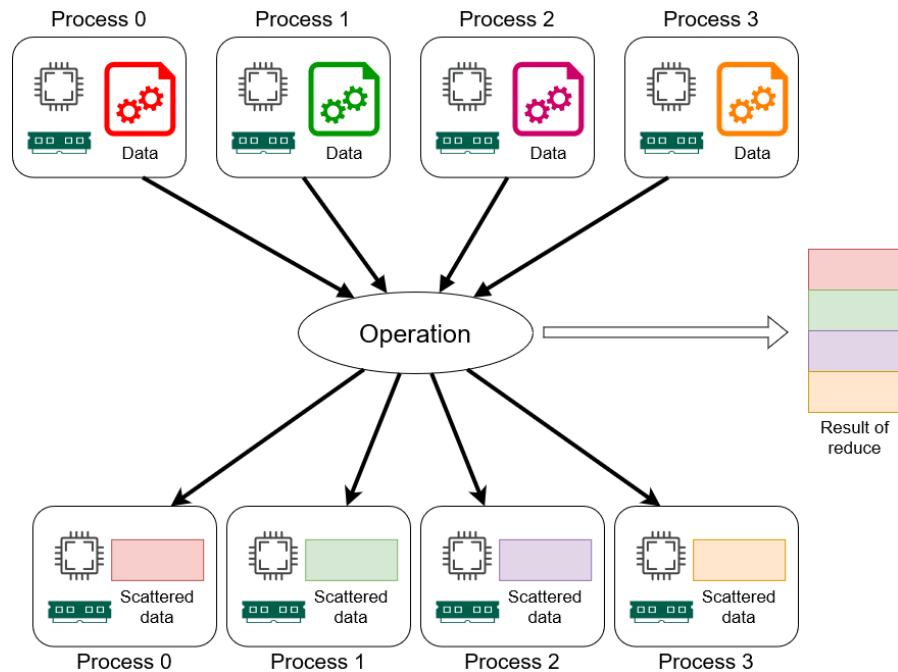 Process 0
Process 1
Process 2
Process 3
Data
Data
Data
Data
Operation
Result of
reduce
Scattered
data
Scattered
data
Scattered
data
Scattered
data
Process 0
Process 1
Process 2
Process 3